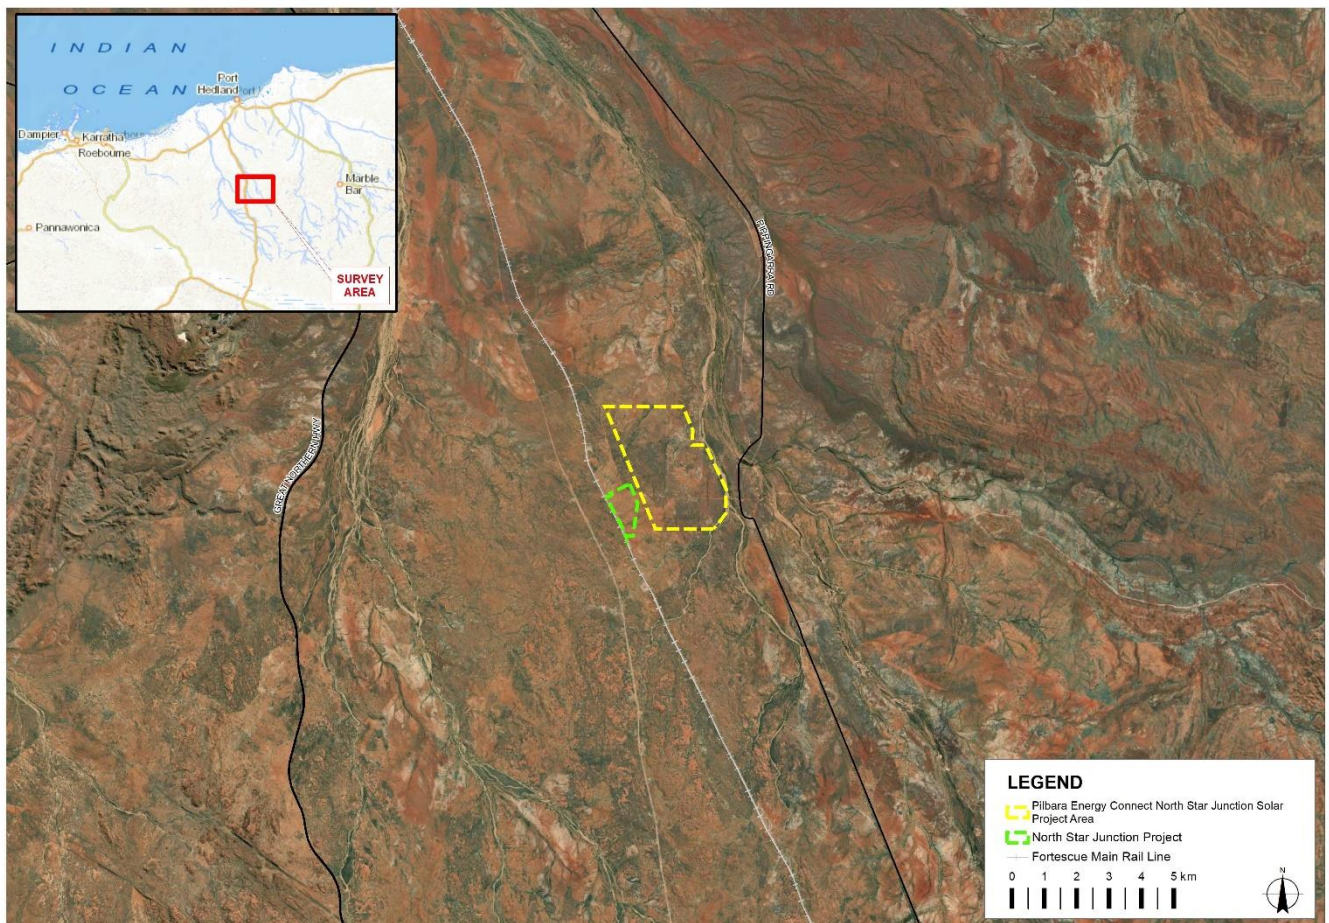 INDIAN
OCEAN
Port
Hedland
Dampier
Karratha
Roebourne
Marble
Bar
Pannawonica
SURVEY
AREA
PIPPINGARRA RD
GREAT NORTHERN HWY
LEGEND
Pilbara Energy Connect North Star Junction Solar
Project Area
North Star Junction Project
Fortescue Main Rail Line
0 1 2 3 4 5 km
N